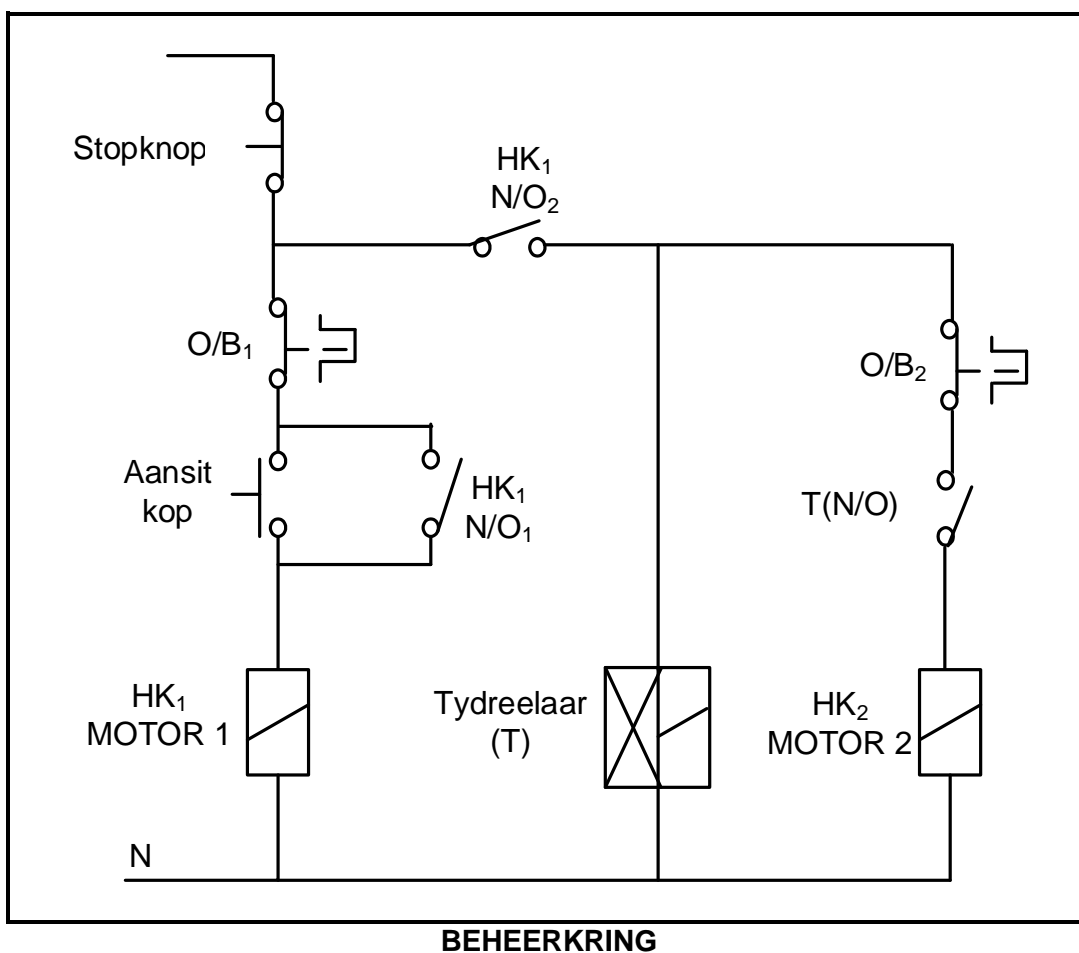 Stopknop
HK₁
N/O₂
O/B₁
O/B₂
Aansit
kop
HK₁
N/O₁
T(N/O)
HK₁
MOTOR 1
Tydreelaar
(T)
HK₂
MOTOR 2
N
BEHEERKRING